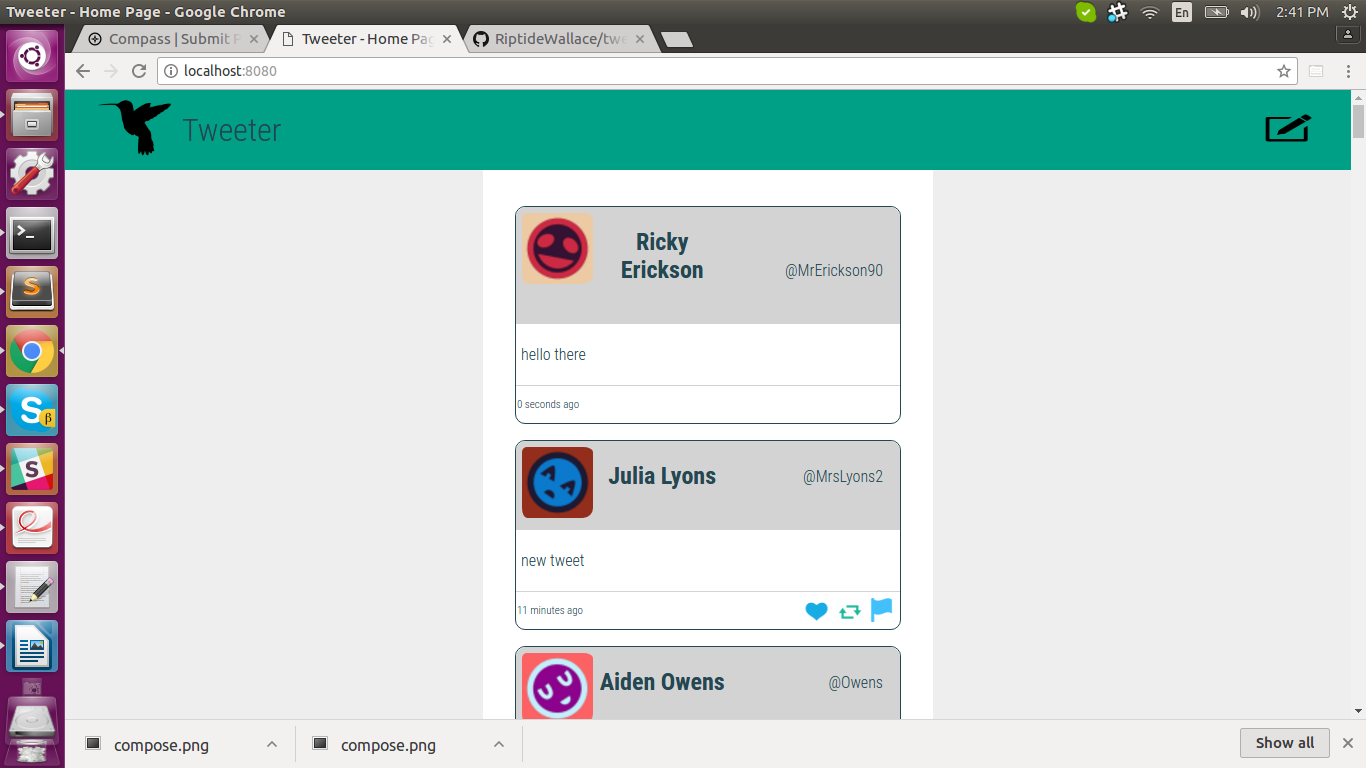 Tweeter - Home Page - Google Chrome
En
2:41 PM
Compass | Submit
Tweeter - Home Pag
RiptideWallace/twe
localhost:8080
Tweeter
Ricky
Erickson
@MrErickson90
hello there
0 seconds ago
Julia Lyons
@MrsLyons2
new tweet
11 minutes ago
Aiden Owens
@Owens
compose.png
compose.png
Show all